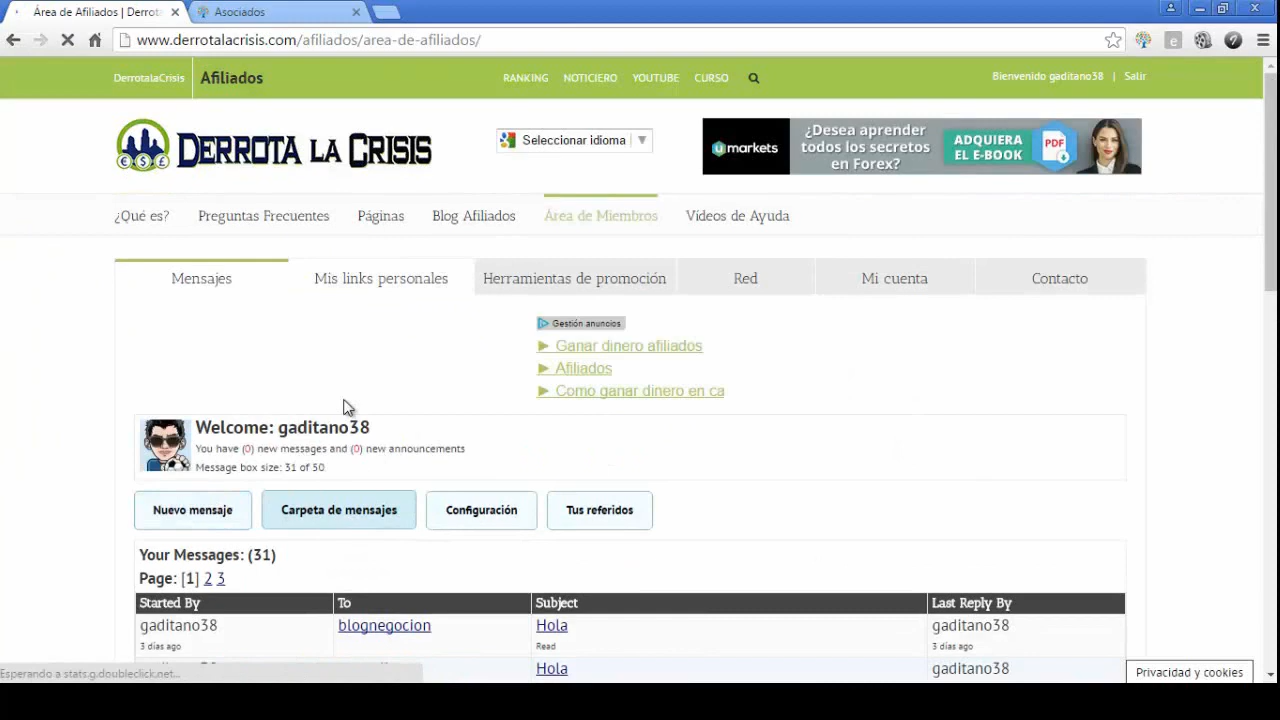 Área de Afiliados | Derrota
Asociados
www.derrotalacrisis.com/afiliados/area-de-afiliados/
DerrotalaCrisis
Afiliados
RANKING NOTICIERO YOUTUBE CURSO
Bienvenido gaditano38 | Salir
DERROTA LA CRISIS
Seleccionar idioma
umarkets
¿Desea aprender
todos los secretos
en Forex?
ADQUIERA
EL E-BOOK
PDF
¿Qué es? Preguntas Frecuentes Páginas Blog Afiliados Área de Miembros Vídeos de Ayuda
Mensajes Mis links personales Herramientas de promoción Red Mi cuenta Contacto
Gestión anuncios
► Ganar dinero afiliados
► Afiliados
► Como ganar dinero en ca
Welcome: gaditano38
You have (0) new messages and (0) new announcements
Message box size: 31 of 50
Nuevo mensaje Carpeta de mensajes Configuración Tus referidos
Your Messages: (31)
Page: [1] 2 3
Started By To Subject Last Reply By
gaditano38 blognegocion Hola gaditano38
3 días ago Read 3 días ago
Hola gaditano38
Esperando a stats.g.doubleclick.net...
Privacidad y cookies